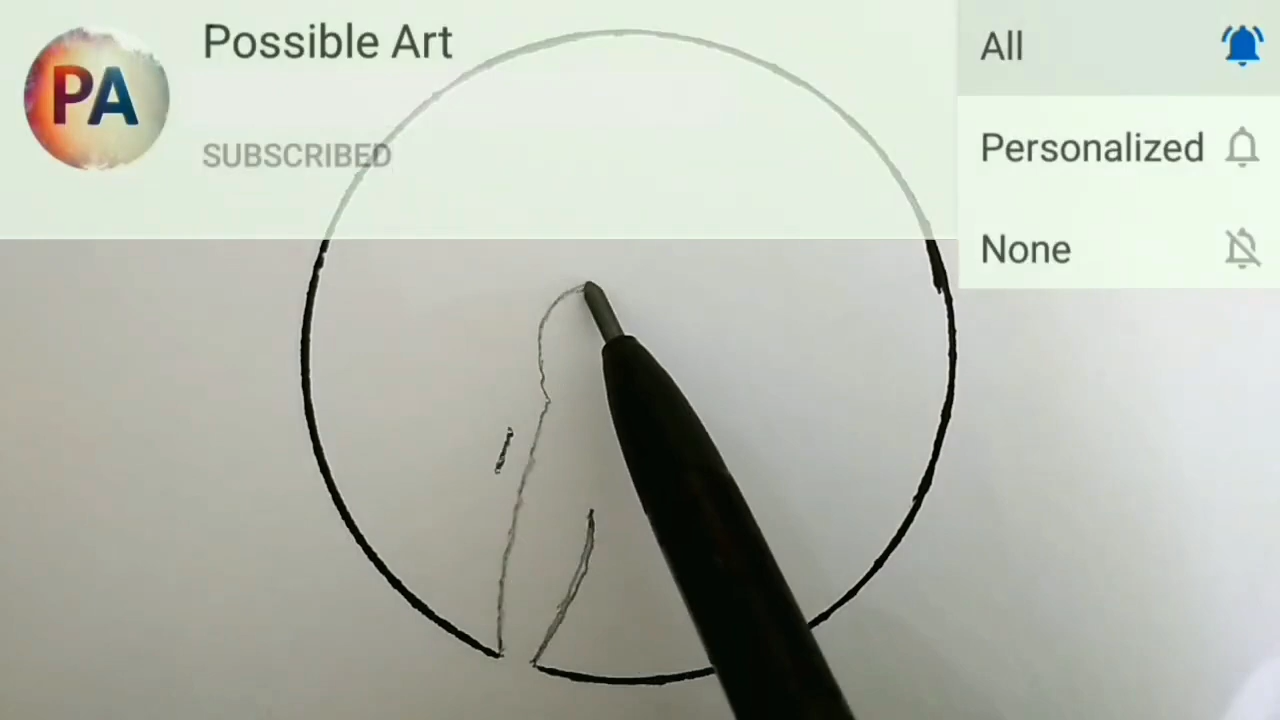 PA
Possible Art
SUBSCRIBED
All
Personalized
None